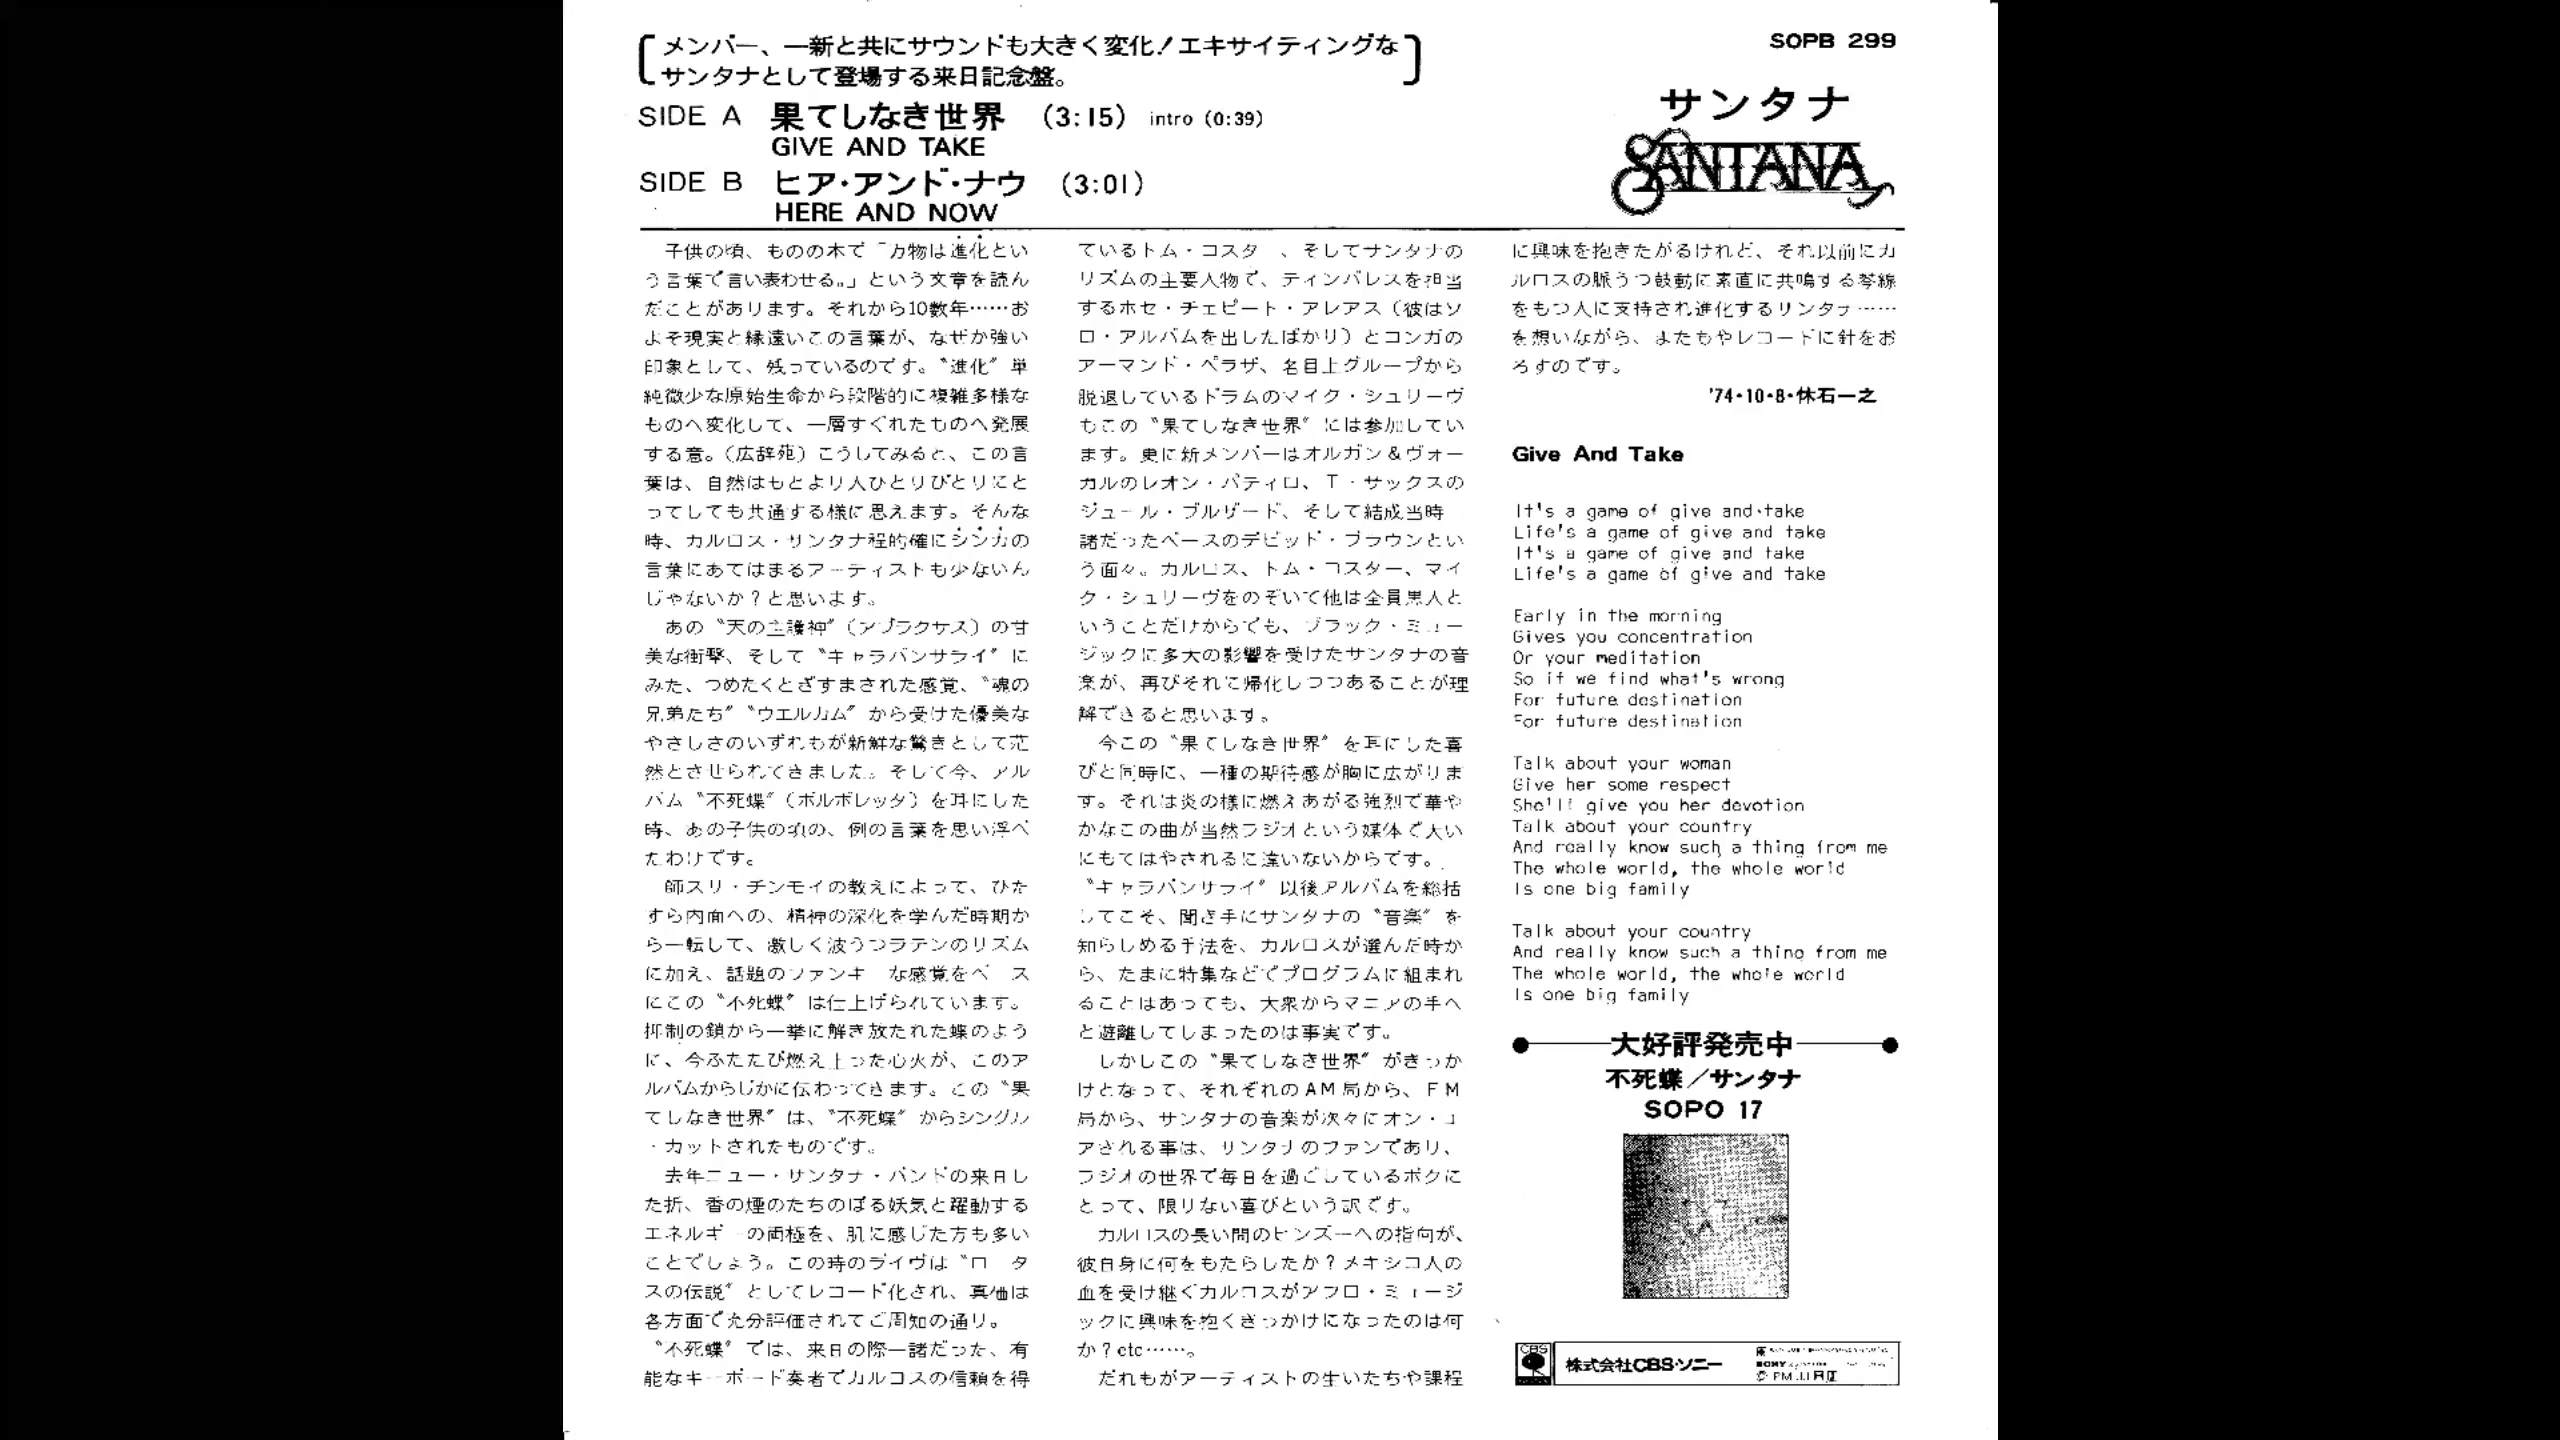 メンバー、一新と共にサウンドも大きく変化!エキサイティングな
サンタナとして登場する来日記念盤。
SIDE A 果てしなき世界 (3:15) intro (0:39)
GIVE AND TAKE
SIDE B ヒア・アンド・ナウ (3:01)
HERE AND NOW
SOPB 299
サンタナ
SANTANA
子供の頃、ものの本で「万物は進化とい
う言葉で言い表わせる。」という文章を読ん
だことがあります。それから10数年……お
よそ現実と縁遠いこの言葉が、なぜか強い
印象として、残っているのです。〝進化〟単
純微少な原始生命から段階的に複雑多様な
ものへ変化して、一層すぐれたものへ発展
する意。(広辞苑)こうしてみると、この言
葉は、自然はもとより人ひとりびとりにと
ってしても共通する様に思えます。そんな
時、カルロス・サンタナ程的確にシンカの
言葉にあてはまるアーティストも少ないん
じゃないか?と思います。
あの〝天の主護神〟(アブラクサス)の甘
美な衝撃、そして〝キャラバンサライ〟に
みた、つめたくとぎすまされた感覚、〝魂の
兄弟たち〟〝ウエルカム〟から受けた優美な
やさしさのいずれもが新鮮な驚きとして茫
然とさせられてきました。そして今、アル
バム〝不死蝶〟(ボルボレッタ)を耳にした
時、あの子供の頃の、例の言葉を思い浮べ
たわけです。
師スリ・チンモイの教えによって、ひた
すら内面への、精神の深化を学んだ時期か
ら一転して、激しく波うつラテンのリズム
に加え、話題のファンキーな感覚をベース
にこの〝不死蝶〟は仕上げられています。
抑制の鎖から一挙に解き放たれた蝶のよう
に、今ふたたび燃え上った心火が、このア
ルバムからじかに伝わってきます。この〝果
てしなき世界〟は、〝不死蝶〟からシングル
・カットされたものです。
去年ニュー・サンタナ・バンドの来日し
た折、香の煙のたちのぼる妖気と躍動する
エネルギーの両極を、肌に感じた方も多い
ことでしょう。この時のライヴは〝ロータ
スの伝説〟としてレコード化され、真価は
各方面で充分評価されてご周知の通り。
〝不死蝶〟では、来日の際一諸だった、有
能なキーボード奏者でカルロスの信頼を得
ているトム・コスター、そしてサンタナの
リズムの主要人物で、ティンバレスを担当
するホセ・チェピート・アレアス(彼はソ
ロ・アルバムを出したばかり)とコンガの
アーマンド・ペラザ、名目上グループから
脱退しているドラムのマイク・シュリーヴ
もこの〝果てしなき世界〟には参加してい
ます。更に新メンバーはオルガン&ヴォー
カルのレオン・パティロ、T・サックスの
ジュール・ブルザード、そして結成当時一
諸だったベースのデビッド・ブラウンとい
う面々。カルロス、トム・コスター、マイ
ク・シュリーヴをのぞいて他は全員黒人と
いうことだけからでも、ブラック・ミュー
ジックに多大の影響を受けたサンタナの音
楽が、再びそれに帰化しつつあることが理
解できると思います。
今この〝果てしなき世界〟を耳にした喜
びと同時に、一種の期待感が胸に広がりま
す。それは炎の様に燃えあがる強烈で華や
かなこの曲が当然ラジオという媒体で大い
にもてはやされるに違いないからです。
〝キャラバンサライ〟以後アルバムを総括
してこそ、聞き手にサンタナの〝音楽〟を
知らしめる手法を、カルロスが選んだ時か
ら、たまに特集などでプログラムに組まれ
ることはあっても、大衆からマニアの手へ
と遊離してしまったのは事実です。
しかしこの〝果てしなき世界〟がきっか
けとなって、それぞれのAM局から、FM
局から、サンタナの音楽が次々にオン・エ
アされる事は、サンタナのファンであり、
ラジオの世界で毎日を過ごしているボクに
とって、限りない喜びという訳です。
カルロスの長い間のヒンズーへの指向が、
彼自身に何をもたらしたか?メキシコ人の
血を受け継ぐカルロスがアフロ・ミュージ
ックに興味を抱くきっかけになったのは何
か?etc……。
だれもがアーティストの生いたちや課程
に興味を抱きたがるけれど、それ以前にカ
ルロスの脈うつ鼓動に素直に共鳴する琴線
をもつ人に支持され進化するサンタナ……
を想いながら、またもやレコードに針をお
ろすのです。
'74・10・8・休石一之
Give And Take
It's a game of give and take
Life's a game of give and take
It's a game of give and take
Life's a game of give and take
Early in the morning
Gives you concentration
Or your meditation
So if we find what's wrong
For future destination
For future destination
Talk about your woman
Give her some respect
She'll give you her devotion
Talk about your country
And really know such a thing from me
The whole world, the whole world
Is one big family
Talk about your country
And really know such a thing from me
The whole world, the whole world
Is one big family
大好評発売中
不死蝶/サンタナ
SOPO 17
CBS
株式会社CBS・ソニー
SONY